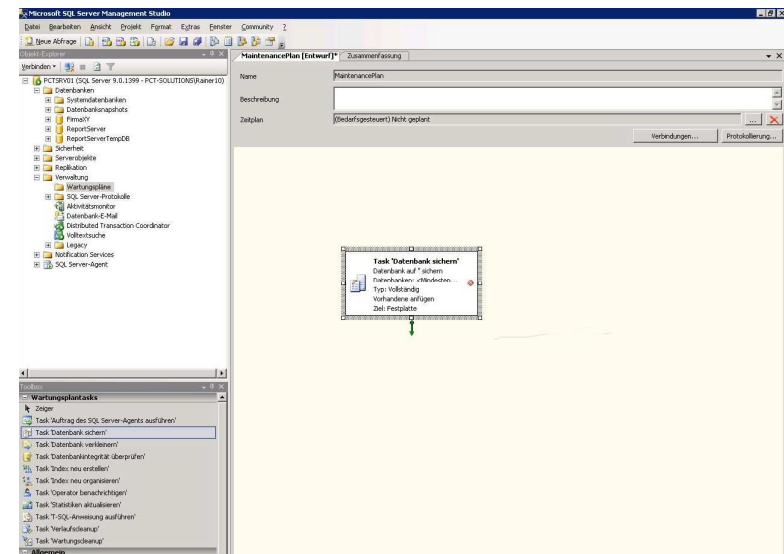 Microsoft SQL Server Management Studio
Datei Bearbeiten Ansicht Projekt Format Extras Fenster Community ?
Neue Abfrage
Objekt-Explorer
MaintenancePlan [Entwurf]* Zusammenfassung
Verbinden
PCTSRV01 (SQL Server 9.0.1399 - PCT-SOLUTIONS\Rainer10)
Datenbanken
Systemdatenbanken
Datenbanksnapshots
FirmaXY
ReportServer
ReportServerTempDB
Sicherheit
Serverobjekte
Replikation
Verwaltung
Wartungspläne
SQL Server-Protokolle
Aktivitätsmonitor
Datenbank-E-Mail
Distributed Transaction Coordinator
Volltextsuche
Legacy
Notification Services
SQL Server-Agent
Name MaintenancePlan
Beschreibung
Zeitplan (Bedarfsgesteuert) Nicht geplant ...
Verbindungen... Protokollierung...
Task 'Datenbank sichern'
Datenbank auf '' sichern
Datenbanken: <Mindesten...
Typ: Vollständig
Vorhandene anfügen
Ziel: Festplatte
Toolbox
Wartungsplantasks
Zeiger
Task 'Auftrag des SQL Server-Agents ausführen'
Task 'Datenbank sichern'
Task 'Datenbank verkleinern'
Task 'Datenbankintegrität überprüfen'
Task 'Index neu erstellen'
Task 'Index neu organisieren'
Task 'Operator benachrichtigen'
Task 'Statistiken aktualisieren'
Task 'T-SQL-Anweisung ausführen'
Task 'Verlaufscleanup'
Task 'Wartungscleanup'
Allgemein